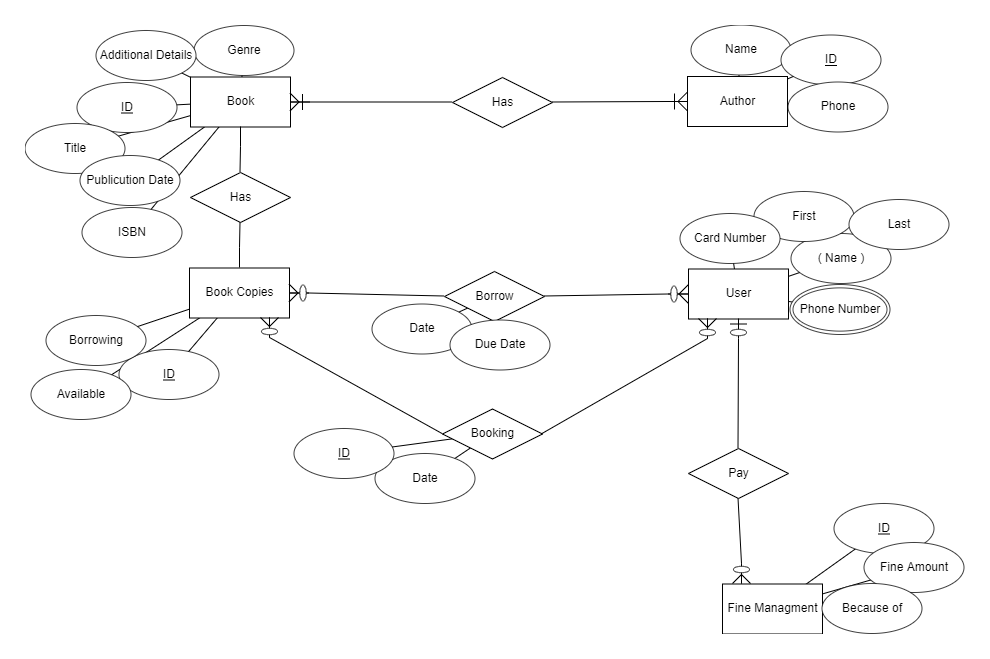 Additional Details
Genre
ID
Book
Title
Publicution Date
ISBN
Has
Name
ID
Author
Phone
Has
First
Last
Card Number
( Name )
Book Copies
Borrow
User
Phone Number
Date
Due Date
Borrowing
ID
Available
Booking
ID
Date
Pay
ID
Fine Amount
Fine Managment
Because of